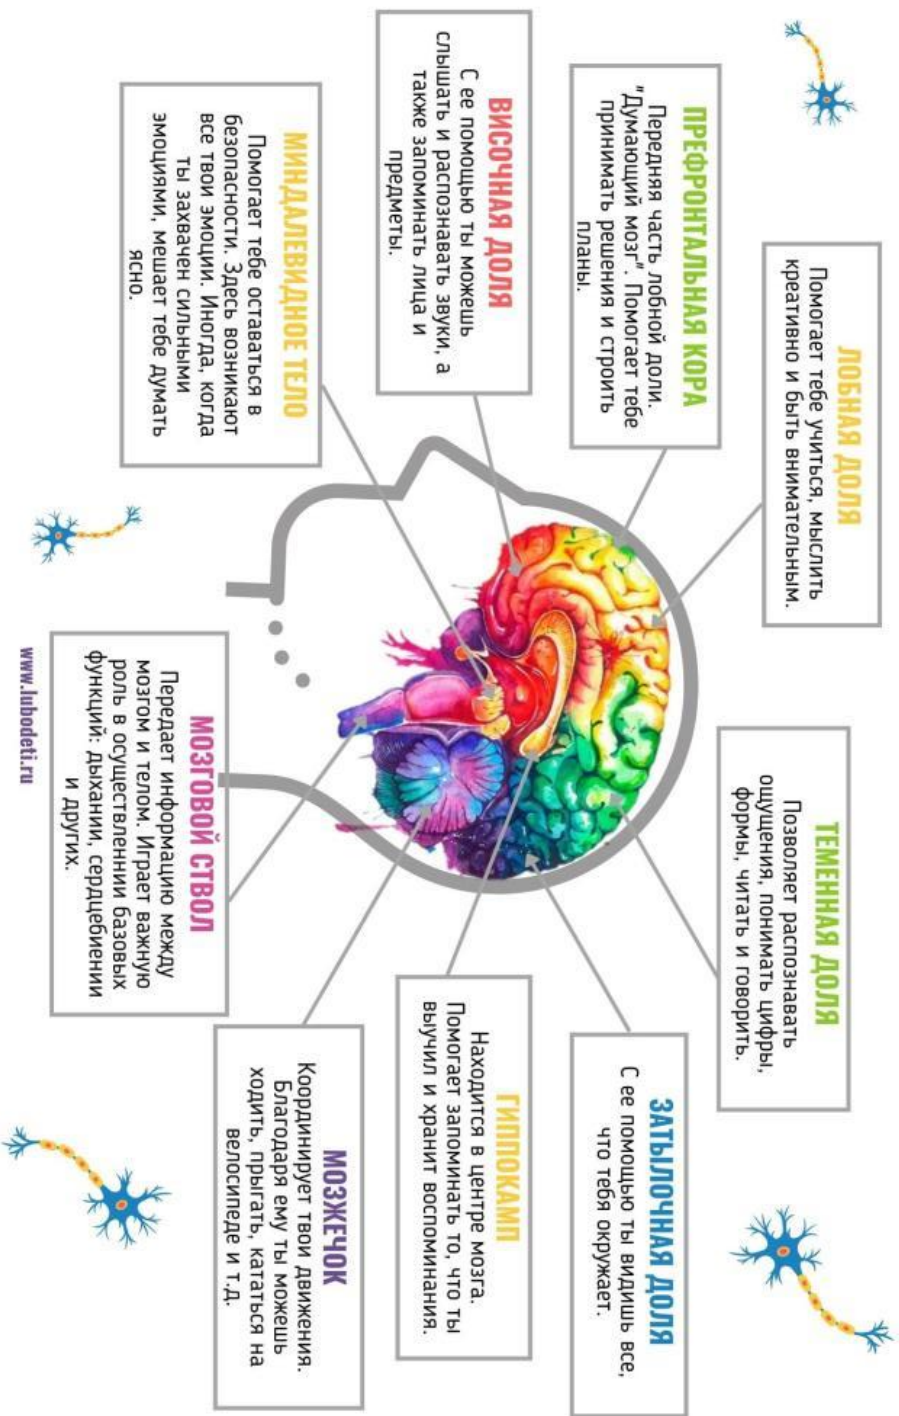 ЛОБНАЯ ДОЛЯ
Помогает тебе учиться, мыслить
креативно и быть внимательным.
ПРЕФРОНТАЛЬНАЯ КОРА
Передняя часть лобной доли.
"Думающий мозг". Помогает тебе
принимать решения и строить
планы.
ВИСОЧНАЯ ДОЛЯ
С ее помощью ты можешь
слышать и распознавать звуки, а
также запоминать лица и
предметы.
МИНДАЛЕВИДНОЕ ТЕЛО
Помогает тебе оставаться в
безопасности. Здесь возникают
все твои эмоции. Иногда, когда
ты захвачен сильными
эмоциями, мешает тебе думать
ясно.
ТЕМЕННАЯ ДОЛЯ
Позволяет распознавать
ощущения, понимать цифры,
формы, читать и говорить.
ЗАТЫЛОЧНАЯ ДОЛЯ
С ее помощью ты видишь все,
что тебя окружает.
ГИППОКАМП
Находится в центре мозга.
Помогает запоминать то, что ты
выучил и хранит воспоминания.
МОЗЖЕЧОК
Координирует твои движения.
Благодаря ему ты можешь
ходить, прыгать, кататься на
велосипеде и т.д.
МОЗГОВОЙ СТВОЛ
Передает информацию между
мозгом и телом. Играет важную
роль в осуществленнии базовых
функций: дыхании, сердцебиении
и других.
www.lubodeti.ru